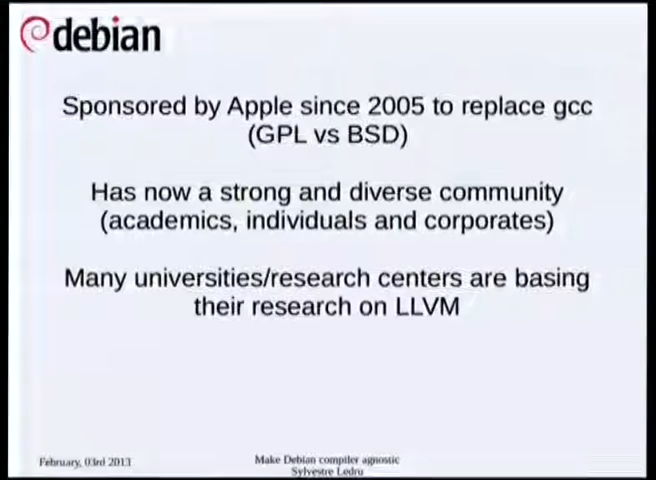 debian
Sponsored by Apple since 2005 to replace gcc
(GPL vs BSD)
Has now a strong and diverse community
(academics, individuals and corporates)
Many universities/research centers are basing
their research on LLVM
February, 03rd 2013
Make Debian compiler agnostic
Sylvestre Ledru